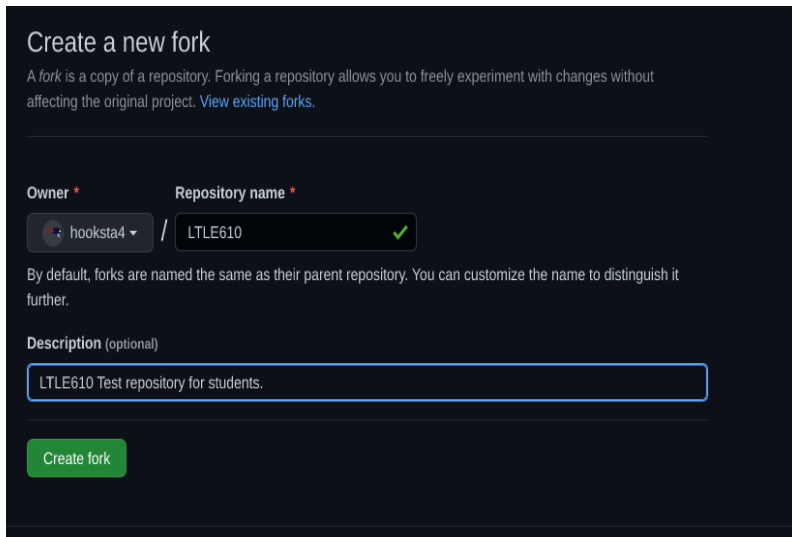 Create a new fork
A fork is a copy of a repository. Forking a repository allows you to freely experiment with changes without
affecting the original project. View existing forks.
Owner * Repository name *
hooksta4 / LTLE610
By default, forks are named the same as their parent repository. You can customize the name to distinguish it
further.
Description (optional)
LTLE610 Test repository for students.
Create fork